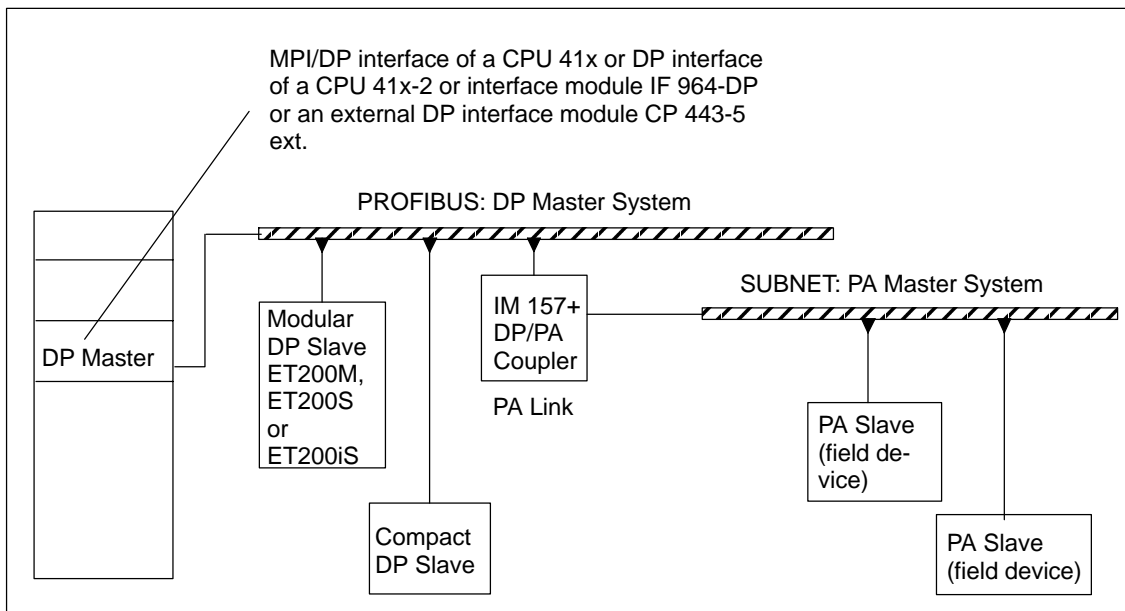 MPI/DP interface of a CPU 41x or DP interface
of a CPU 41x-2 or interface module IF 964-DP
or an external DP interface module CP 443-5
ext.
PROFIBUS: DP Master System
SUBNET: PA Master System
DP Master
Modular
DP Slave
ET200M,
ET200S
or
ET200iS
IM 157+
DP/PA
Coupler
PA Link
Compact
DP Slave
PA Slave
(field de-
vice)
PA Slave
(field device)